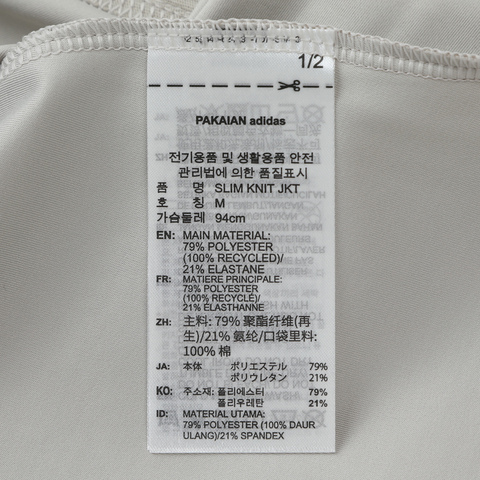 1/2
PAKAIAN adidas
전기용품 및 생활용품 안전
관리법에 의한 품질표시
품 명 SLIM KNIT JKT
호 칭 M
가슴둘레 94cm
EN: MAIN MATERIAL:
79% POLYESTER
(100% RECYCLED)/
21% ELASTANE
FR: MATIERE PRINCIPALE:
79% POLYESTER
(100% RECYCLÉ)/
21% ÉLASTHANNE
ZH: 主料: 79% 聚酯纤维(再
生)/21% 氨纶/口袋里料:
100% 棉
JA: 本体 ポリエステル 79%
ポリウレタン 21%
KO: 주소재: 폴리에스터 79%
폴리우레탄 21%
ID: MATERIAL UTAMA:
79% POLYESTER (100% DAUR
ULANG)/21% SPANDEX